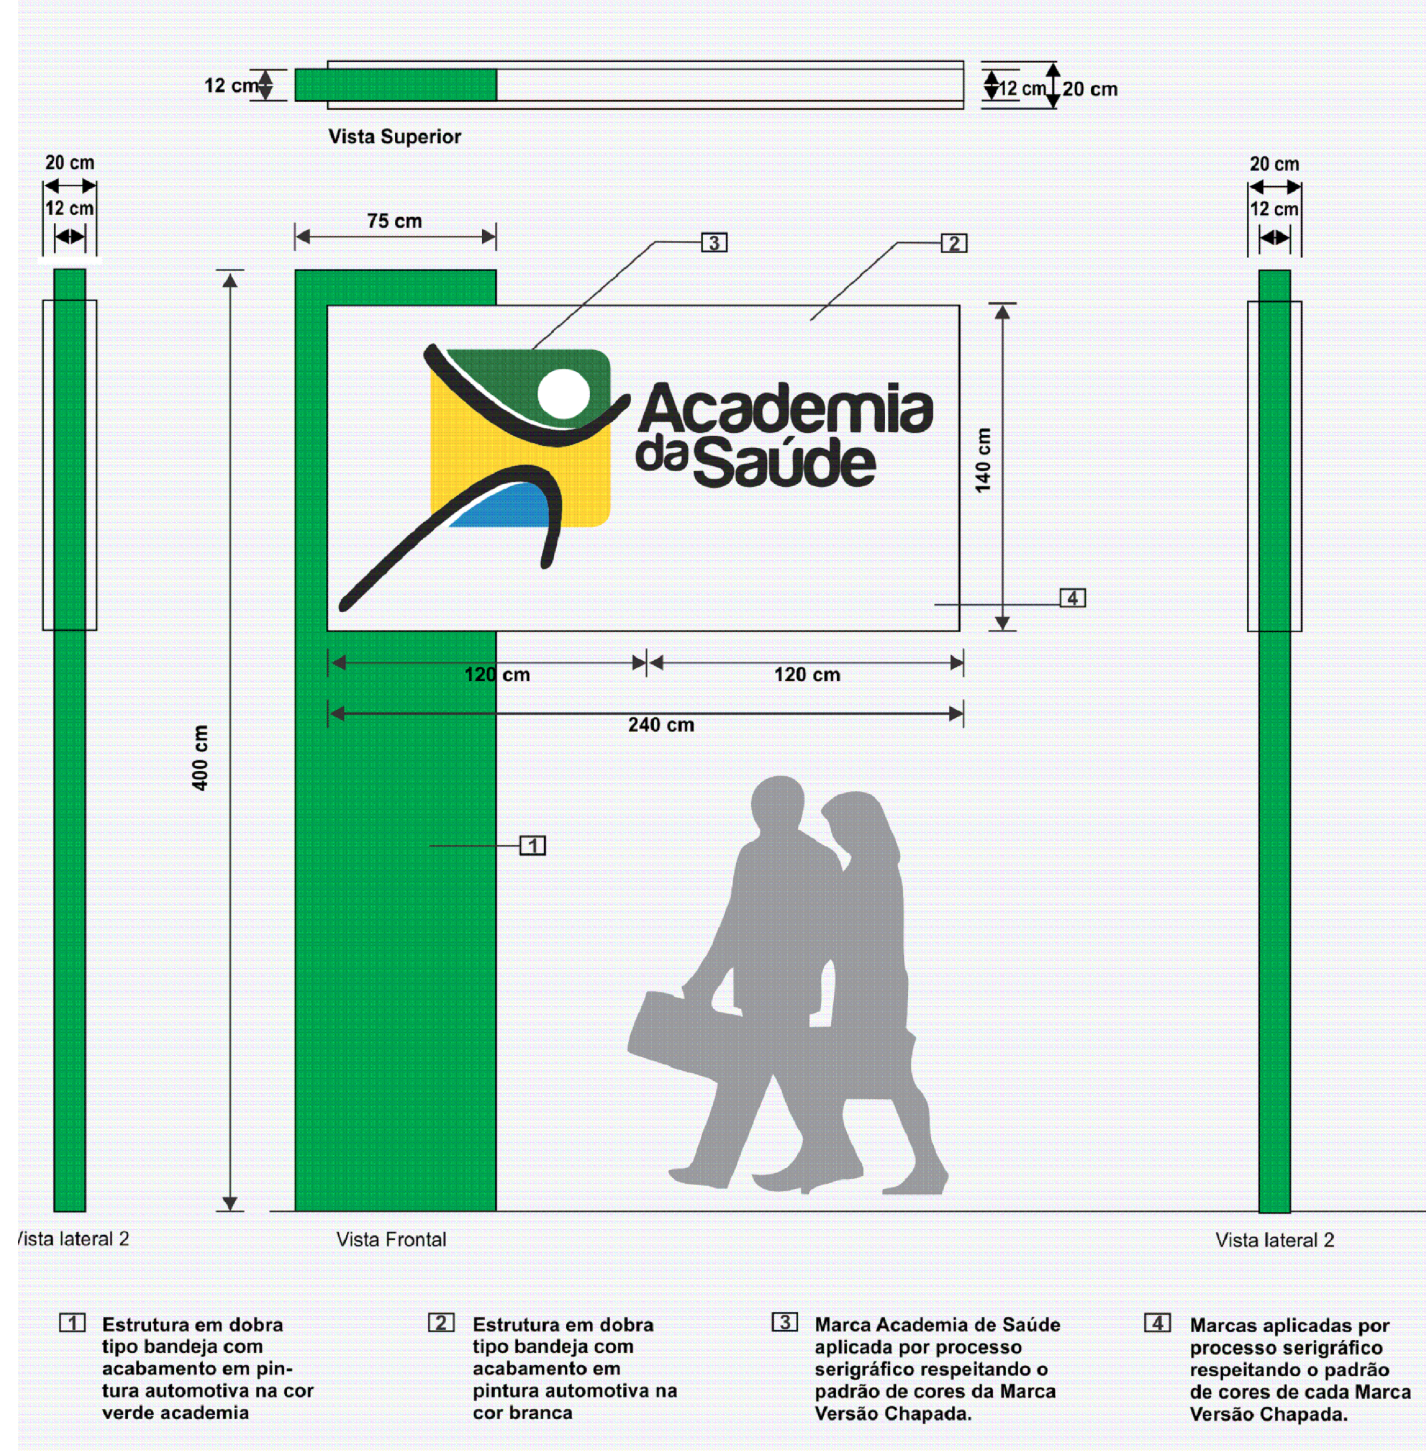 12 cm
12 cm
20 cm
Vista Superior
20 cm
12 cm
20 cm
12 cm
75 cm
3
2
Academia
da Saúde
140 cm
4
120 cm
120 cm
240 cm
400 cm
1
Vista lateral 2
Vista Frontal
Vista lateral 2
1 Estrutura em dobra
tipo bandeja com
acabamento em pin-
tura automotiva na cor
verde academia
2 Estrutura em dobra
tipo bandeja com
acabamento em
pintura automotiva na
cor branca
3 Marca Academia de Saúde
aplicada por processo
serigráfico respeitando o
padrão de cores da Marca
Versão Chapada.
4 Marcas aplicadas por
processo serigráfico
respeitando o padrão
de cores de cada Marca
Versão Chapada.